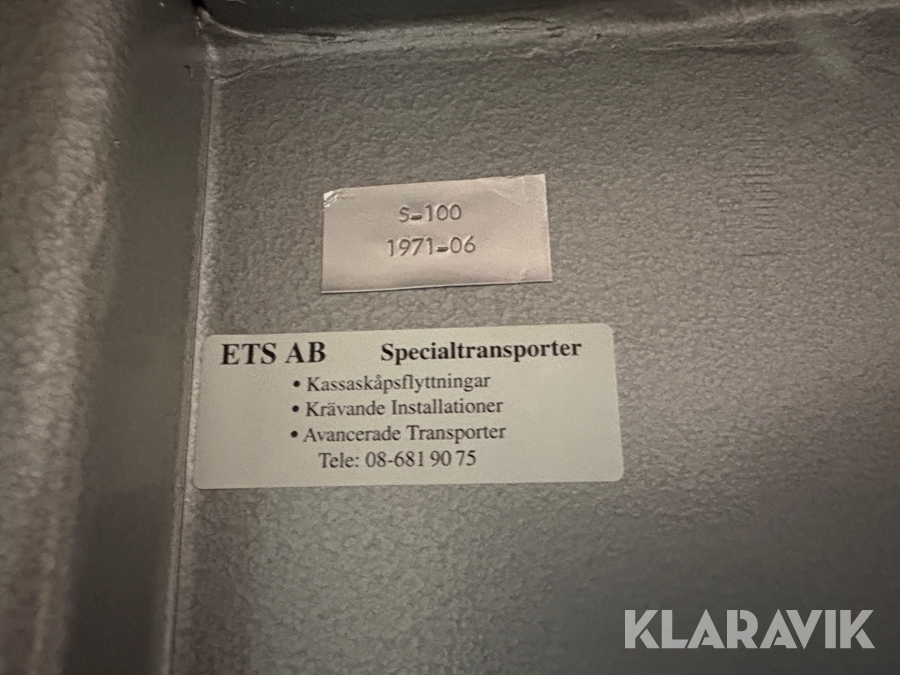 S-100
1971-06
ETS AB Specialtransporter
• Kassaskåpsflyttningar
• Krävande Installationer
• Avancerade Transporter
Tele: 08-681 90 75
KLARAVIK